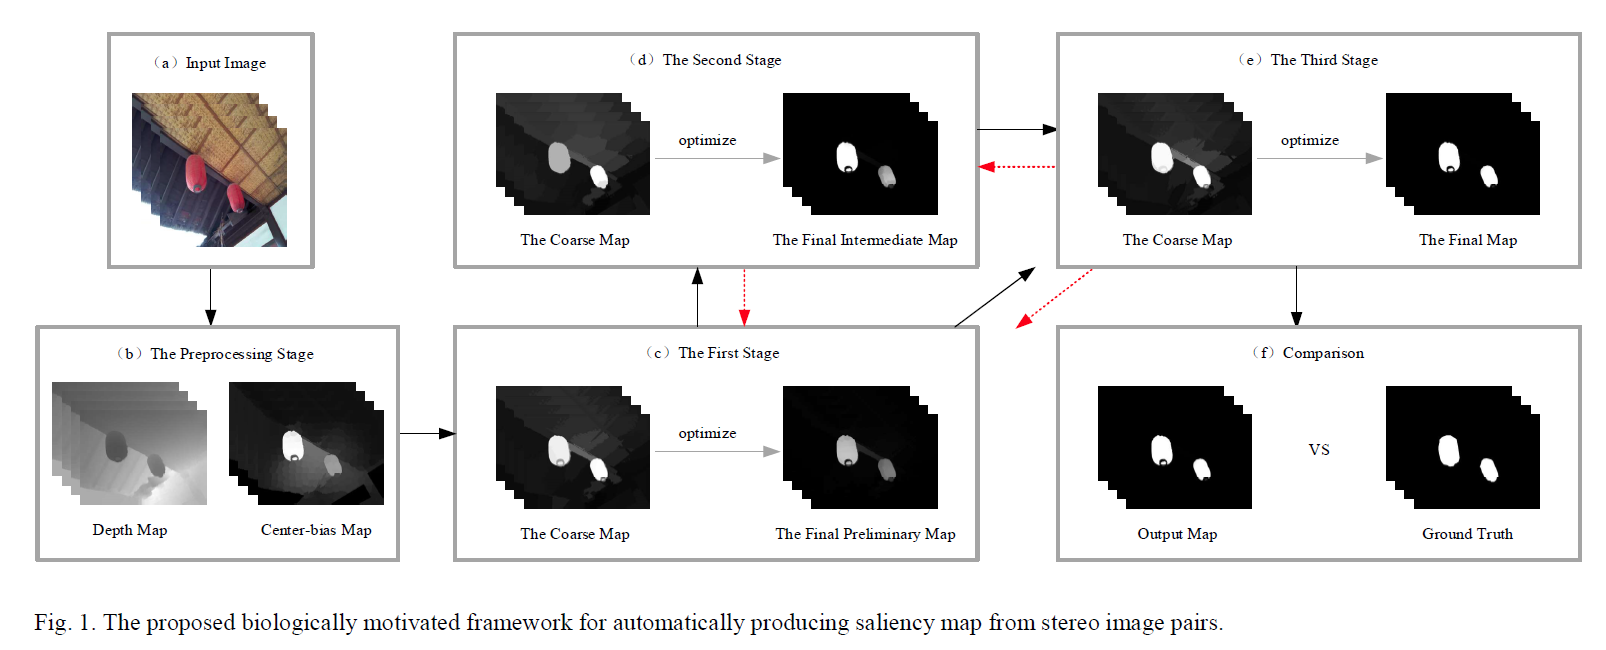 （a）Input Image
（b）The Preprocessing Stage
Depth Map
Center-bias Map
（c）The First Stage
optimize
The Coarse Map
The Final Preliminary Map
（d）The Second Stage
optimize
The Coarse Map
The Final Intermediate Map
（e）The Third Stage
optimize
The Coarse Map
The Final Map
（f）Comparison
VS
Output Map
Ground Truth
Fig. 1. The proposed biologically motivated framework for automatically producing saliency map from stereo image pairs.